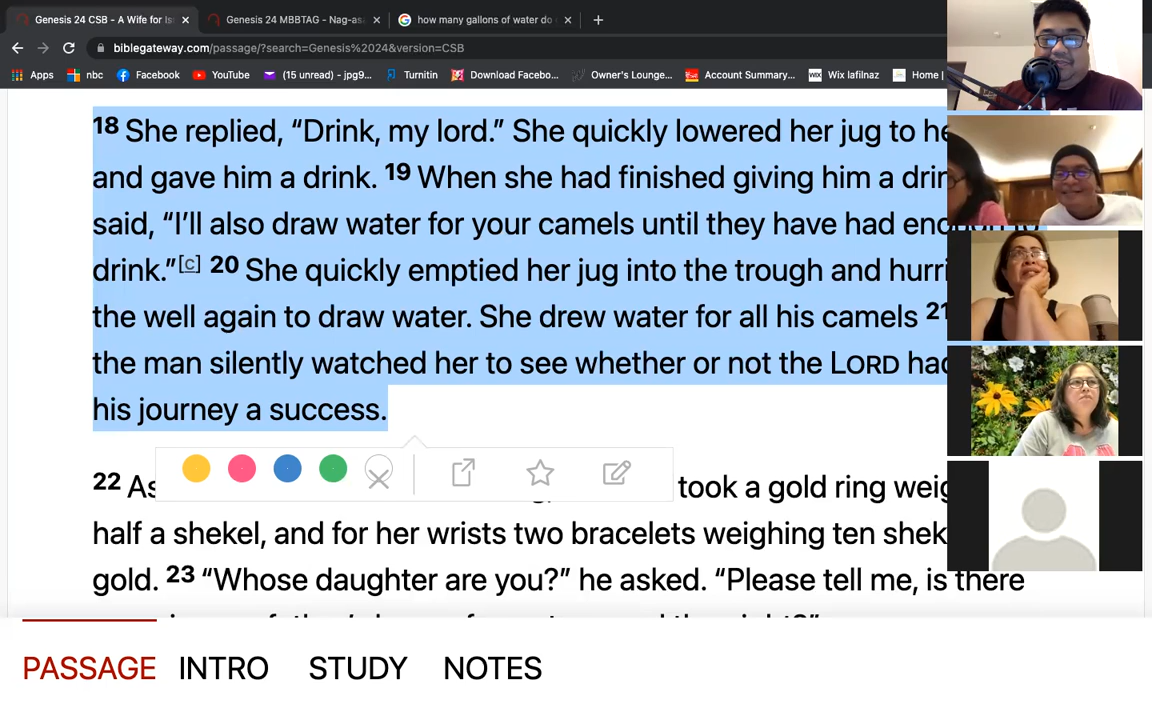 Genesis 24 CSB - A Wife for Is
Genesis 24 MBBTAG - Nag-as
how many gallons of water do
biblegateway.com/passage/?search=Genesis%2024&version=CSB
Apps nbc Facebook YouTube (15 unread) - jpg9... Turnitin Download Facebo... Owner's Lounge... Account Summary... Wix lafilnaz Home |
18 She replied, “Drink, my lord.” She quickly lowered her jug to he
and gave him a drink. 19 When she had finished giving him a drin
said, “I’ll also draw water for your camels until they have had enough to
drink.”[c] 20 She quickly emptied her jug into the trough and hurri
the well again to draw water. She drew water for all his camels 21
the man silently watched her to see whether or not the LORD had
his journey a success.
22 As took a gold ring weig
half a shekel, and for her wrists two bracelets weighing ten shek
gold. 23 “Whose daughter are you?” he asked. “Please tell me, is there
PASSAGE INTRO STUDY NOTES